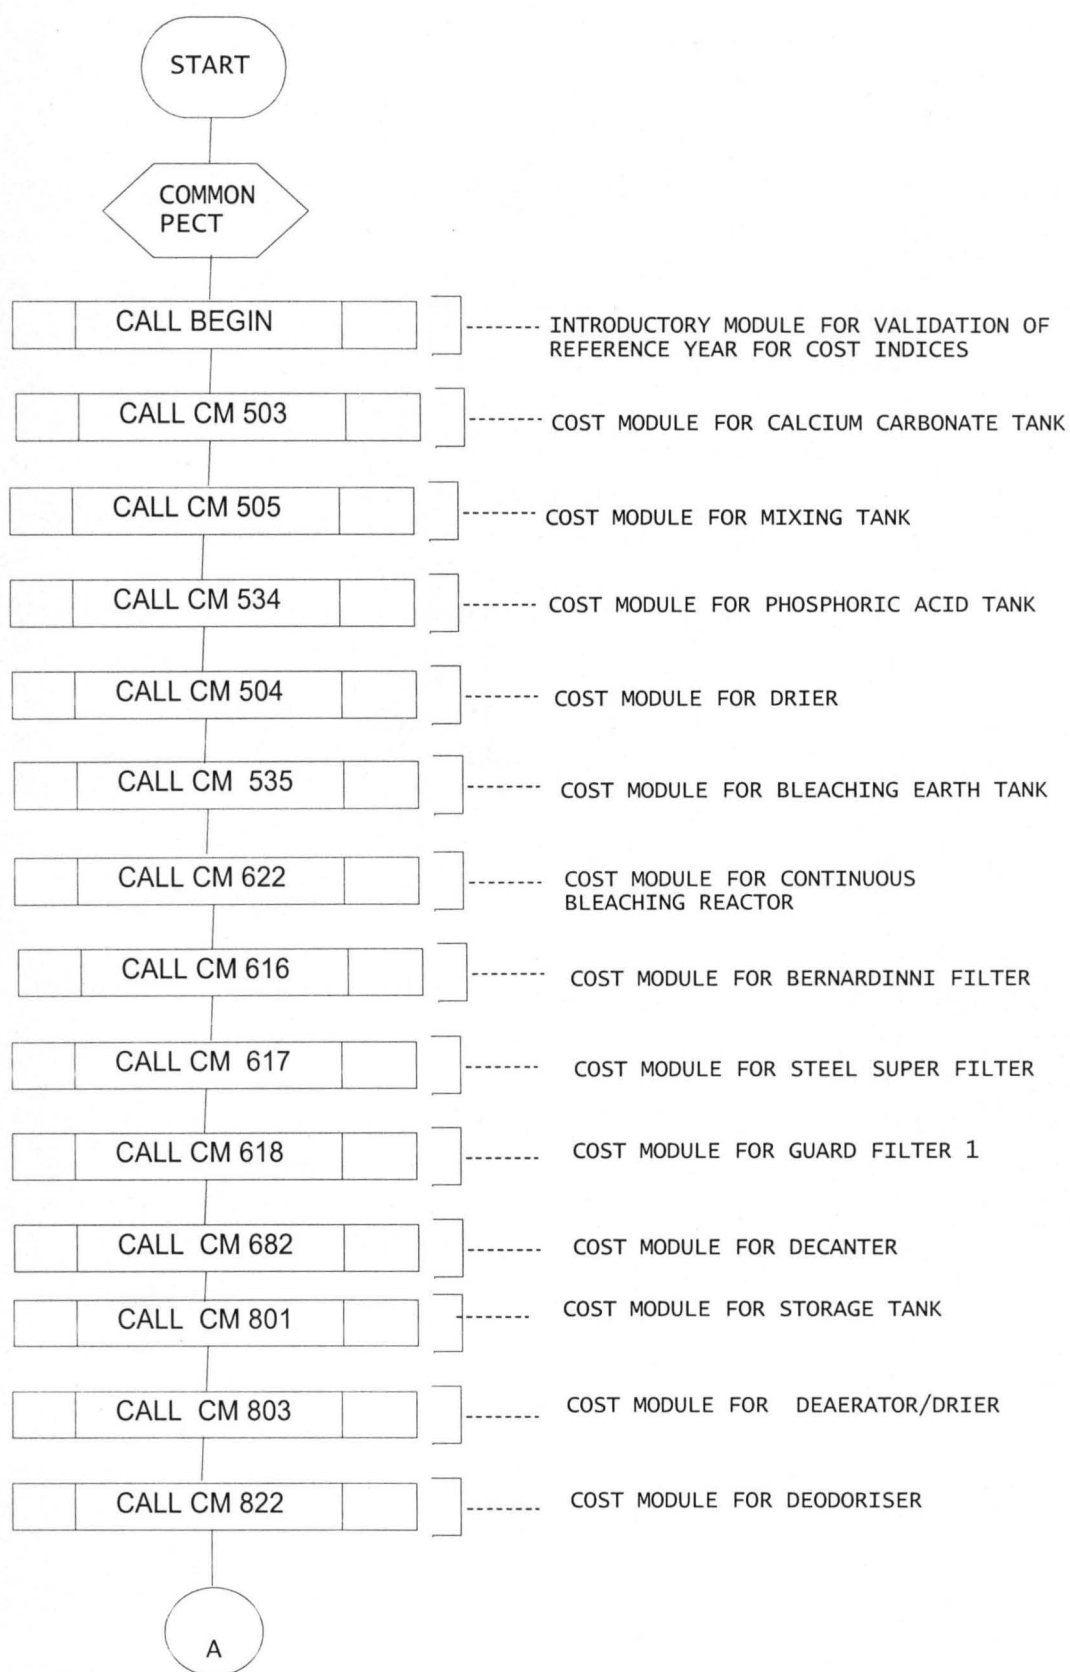 START
COMMON
PECT
CALL BEGIN
INTRODUCTORY MODULE FOR VALIDATION OF
REFERENCE YEAR FOR COST INDICES
CALL CM 503
COST MODULE FOR CALCIUM CARBONATE TANK
CALL CM 505
COST MODULE FOR MIXING TANK
CALL CM 534
COST MODULE FOR PHOSPHORIC ACID TANK
CALL CM 504
COST MODULE FOR DRIER
CALL CM 535
COST MODULE FOR BLEACHING EARTH TANK
CALL CM 622
COST MODULE FOR CONTINUOUS
BLEACHING REACTOR
CALL CM 616
COST MODULE FOR BERNARDINNI FILTER
CALL CM 617
COST MODULE FOR STEEL SUPER FILTER
CALL CM 618
COST MODULE FOR GUARD FILTER 1
CALL CM 682
COST MODULE FOR DECANTER
CALL CM 801
COST MODULE FOR STORAGE TANK
CALL CM 803
COST MODULE FOR DEAERATOR/DRIER
CALL CM 822
COST MODULE FOR DEODORISER
A